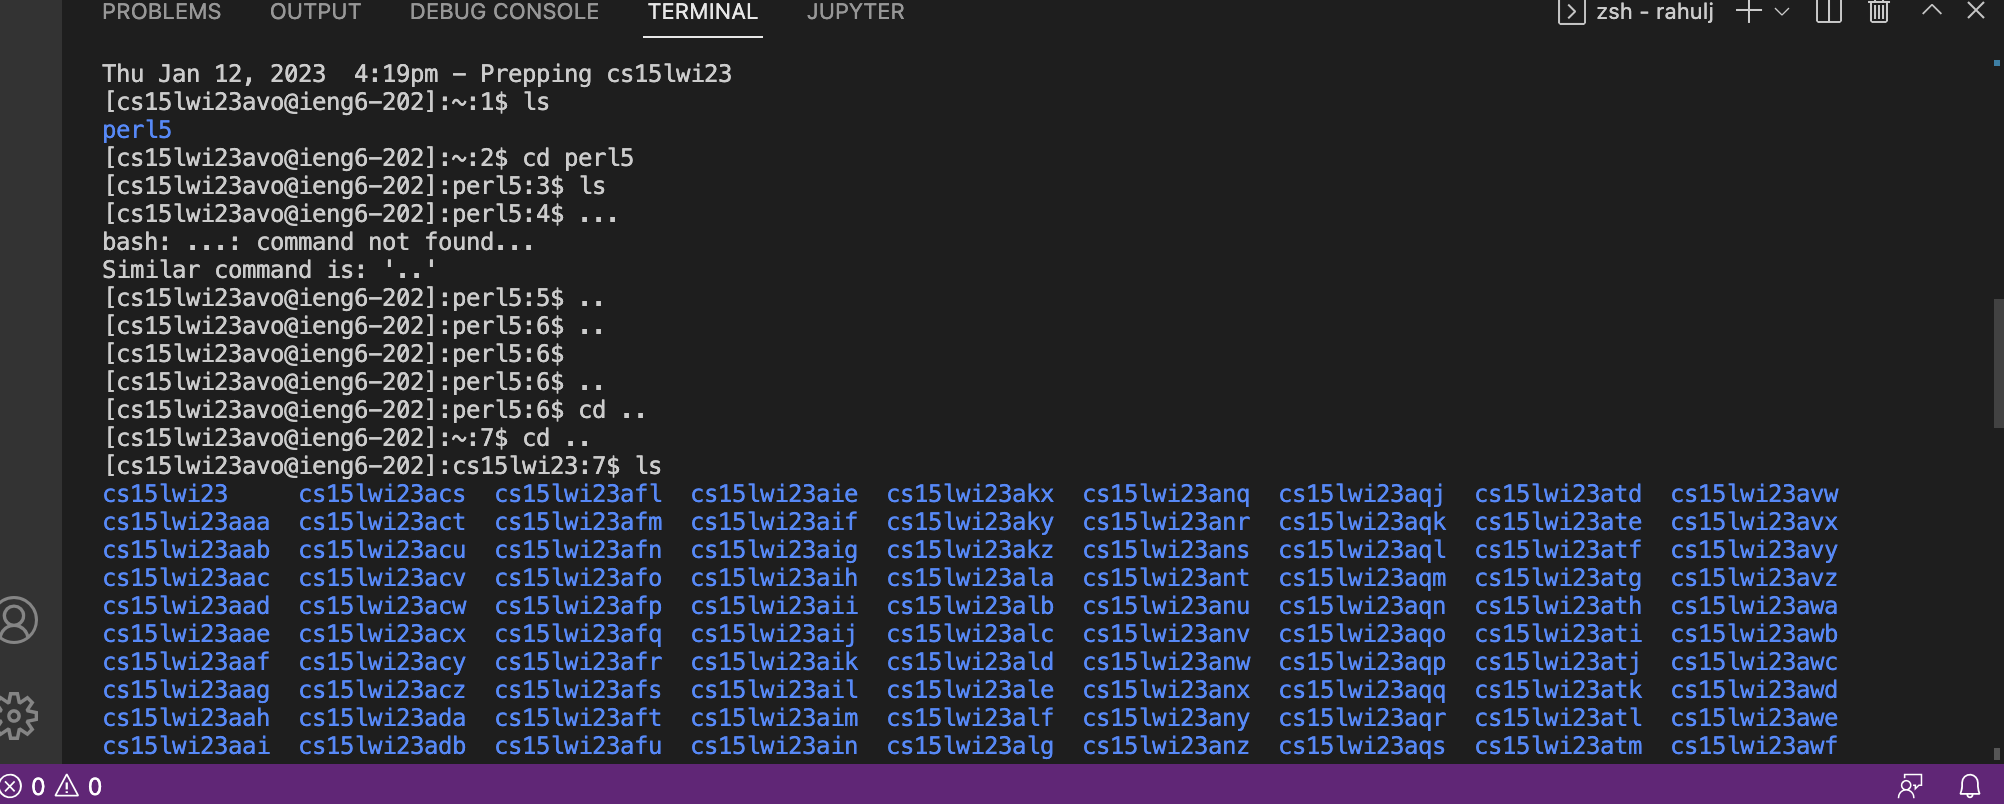 PROBLEMS OUTPUT DEBUG CONSOLE TERMINAL JUPYTER zsh - rahulj
Thu Jan 12, 2023  4:19pm - Prepping cs15lwi23
[cs15lwi23avo@ieng6-202]:~:1$ ls
perl5
[cs15lwi23avo@ieng6-202]:~:2$ cd perl5
[cs15lwi23avo@ieng6-202]:perl5:3$ ls
[cs15lwi23avo@ieng6-202]:perl5:4$ ...
bash: ...: command not found...
Similar command is: '..'
[cs15lwi23avo@ieng6-202]:perl5:5$ ..
[cs15lwi23avo@ieng6-202]:perl5:6$ ..
[cs15lwi23avo@ieng6-202]:perl5:6$
[cs15lwi23avo@ieng6-202]:perl5:6$ ..
[cs15lwi23avo@ieng6-202]:perl5:6$ cd ..
[cs15lwi23avo@ieng6-202]:~:7$ cd ..
[cs15lwi23avo@ieng6-202]:cs15lwi23:7$ ls
cs15lwi23 cs15lwi23acs cs15lwi23afl cs15lwi23aie cs15lwi23akx cs15lwi23anq cs15lwi23aqj cs15lwi23atd cs15lwi23avw
cs15lwi23aaa cs15lwi23act cs15lwi23afm cs15lwi23aif cs15lwi23aky cs15lwi23anr cs15lwi23aqk cs15lwi23ate cs15lwi23avx
cs15lwi23aab cs15lwi23acu cs15lwi23afn cs15lwi23aig cs15lwi23akz cs15lwi23ans cs15lwi23aql cs15lwi23atf cs15lwi23avy
cs15lwi23aac cs15lwi23acv cs15lwi23afo cs15lwi23aih cs15lwi23ala cs15lwi23ant cs15lwi23aqm cs15lwi23atg cs15lwi23avz
cs15lwi23aad cs15lwi23acw cs15lwi23afp cs15lwi23aii cs15lwi23alb cs15lwi23anu cs15lwi23aqn cs15lwi23ath cs15lwi23awa
cs15lwi23aae cs15lwi23acx cs15lwi23afq cs15lwi23aij cs15lwi23alc cs15lwi23anv cs15lwi23aqo cs15lwi23ati cs15lwi23awb
cs15lwi23aaf cs15lwi23acy cs15lwi23afr cs15lwi23aik cs15lwi23ald cs15lwi23anw cs15lwi23aqp cs15lwi23atj cs15lwi23awc
cs15lwi23aag cs15lwi23acz cs15lwi23afs cs15lwi23ail cs15lwi23ale cs15lwi23anx cs15lwi23aqq cs15lwi23atk cs15lwi23awd
cs15lwi23aah cs15lwi23ada cs15lwi23aft cs15lwi23aim cs15lwi23alf cs15lwi23any cs15lwi23aqr cs15lwi23atl cs15lwi23awe
cs15lwi23aai cs15lwi23adb cs15lwi23afu cs15lwi23ain cs15lwi23alg cs15lwi23anz cs15lwi23aqs cs15lwi23atm cs15lwi23awf
0 0